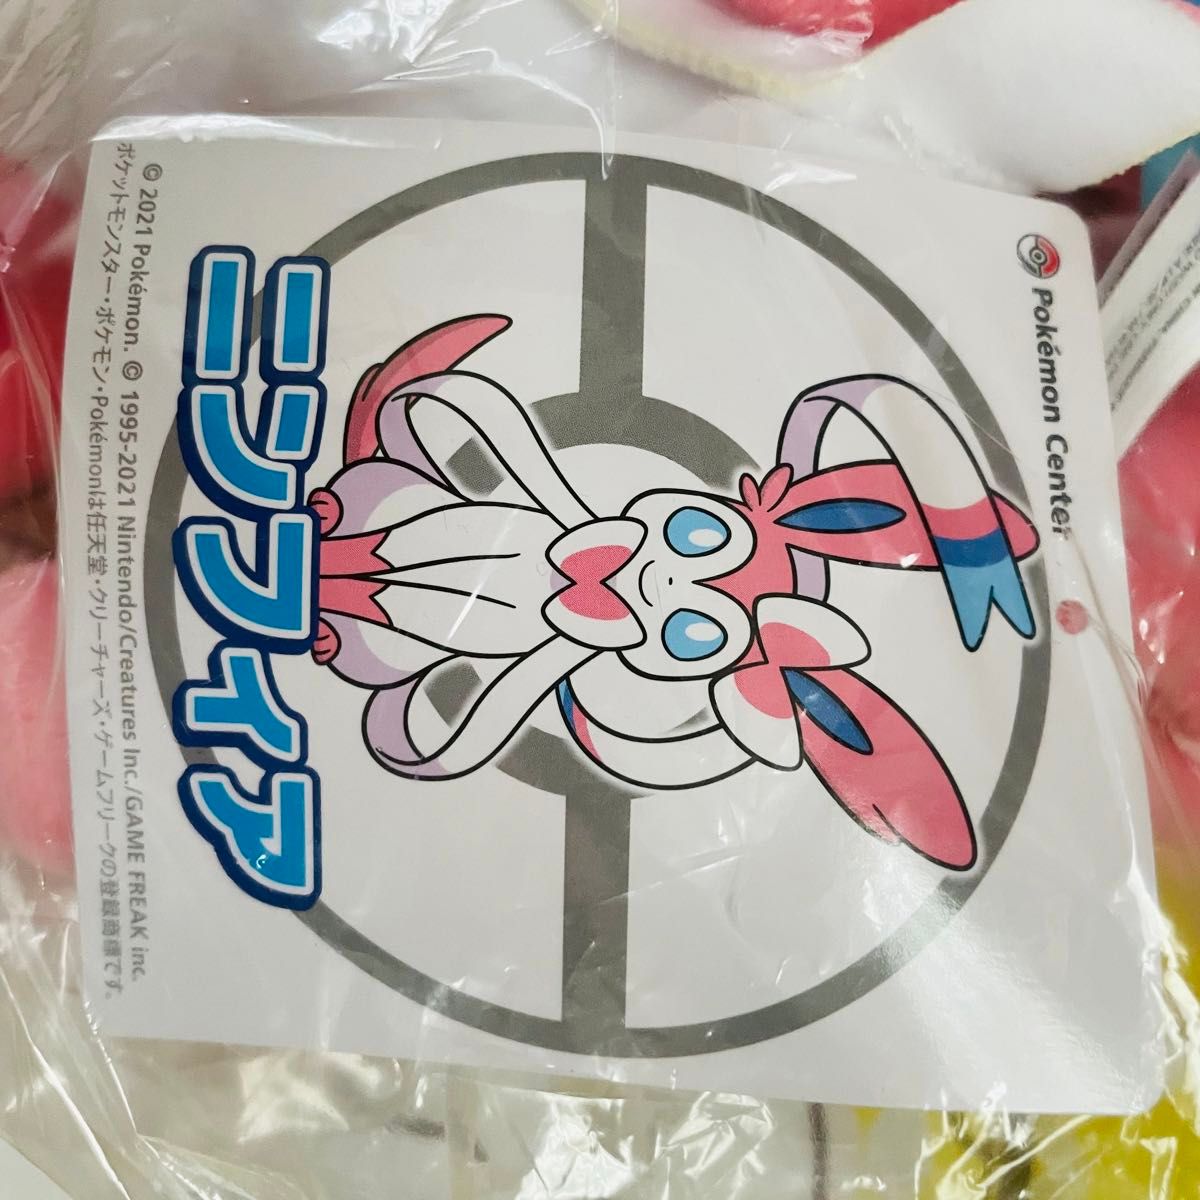 Pokémon Center
ニンフィア
© 2021 Pokémon. © 1995-2021 Nintendo/Creatures Inc./GAME FREAK inc.
ポケットモンスター・ポケモン・Pokémonは任天堂・クリーチャーズ・ゲームフリークの登録商標です。